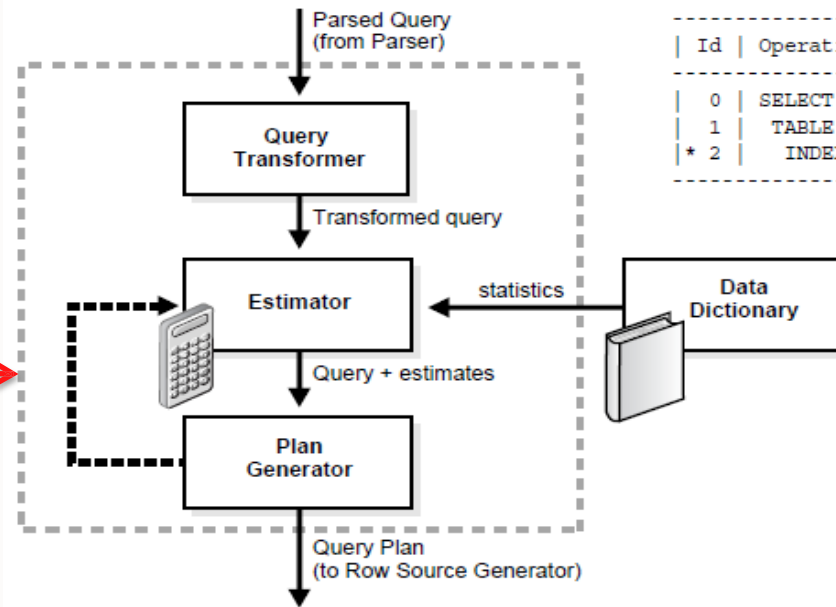 Parsed Query
(from Parser)
Query
Transformer
Transformed query
Estimator
statistics
Data
Dictionary
Query + estimates
Plan
Generator
Query Plan
(to Row Source Generator)
-------------
| Id | Operat
-------------
| 0 | SELECT
| 1 | TABLE
|* 2 | INDE
-------------